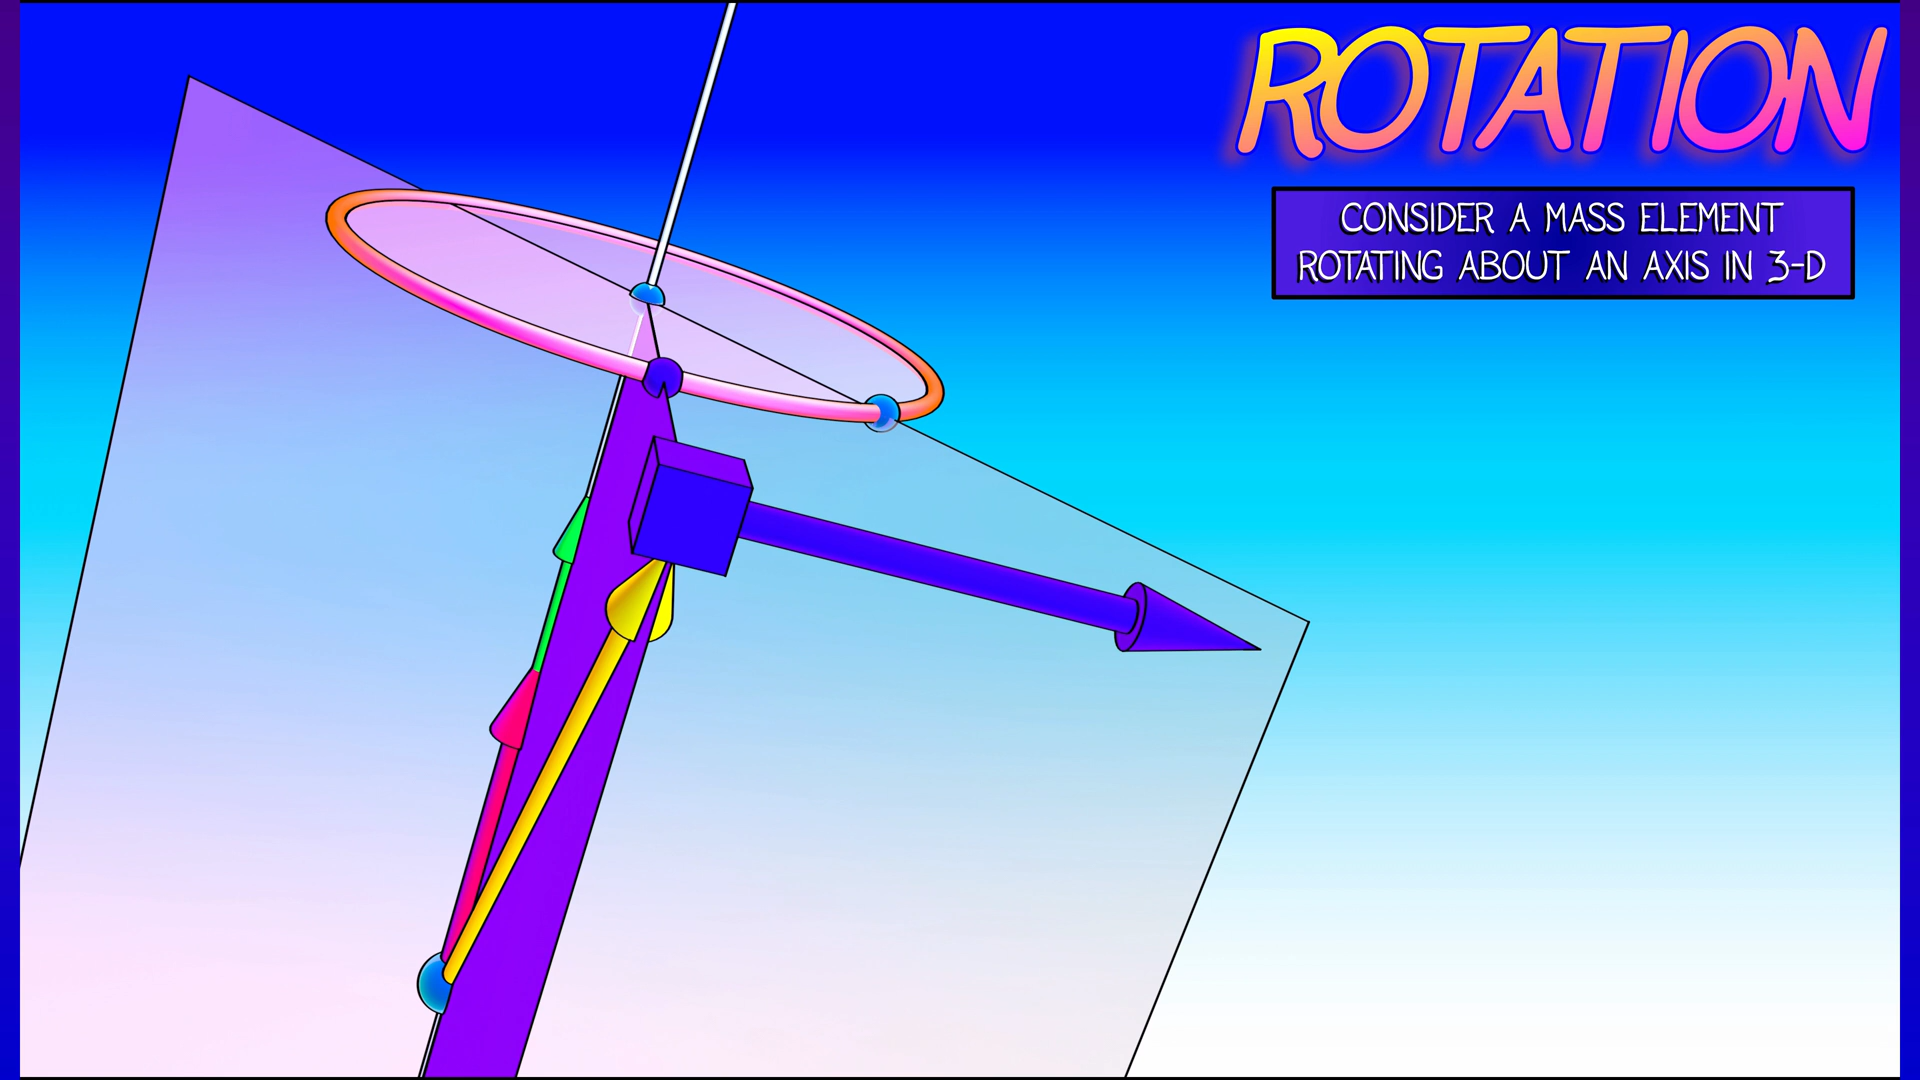 ROTATION
CONSIDER A MASS ELEMENT
ROTATING ABOUT AN AXIS IN 3-D